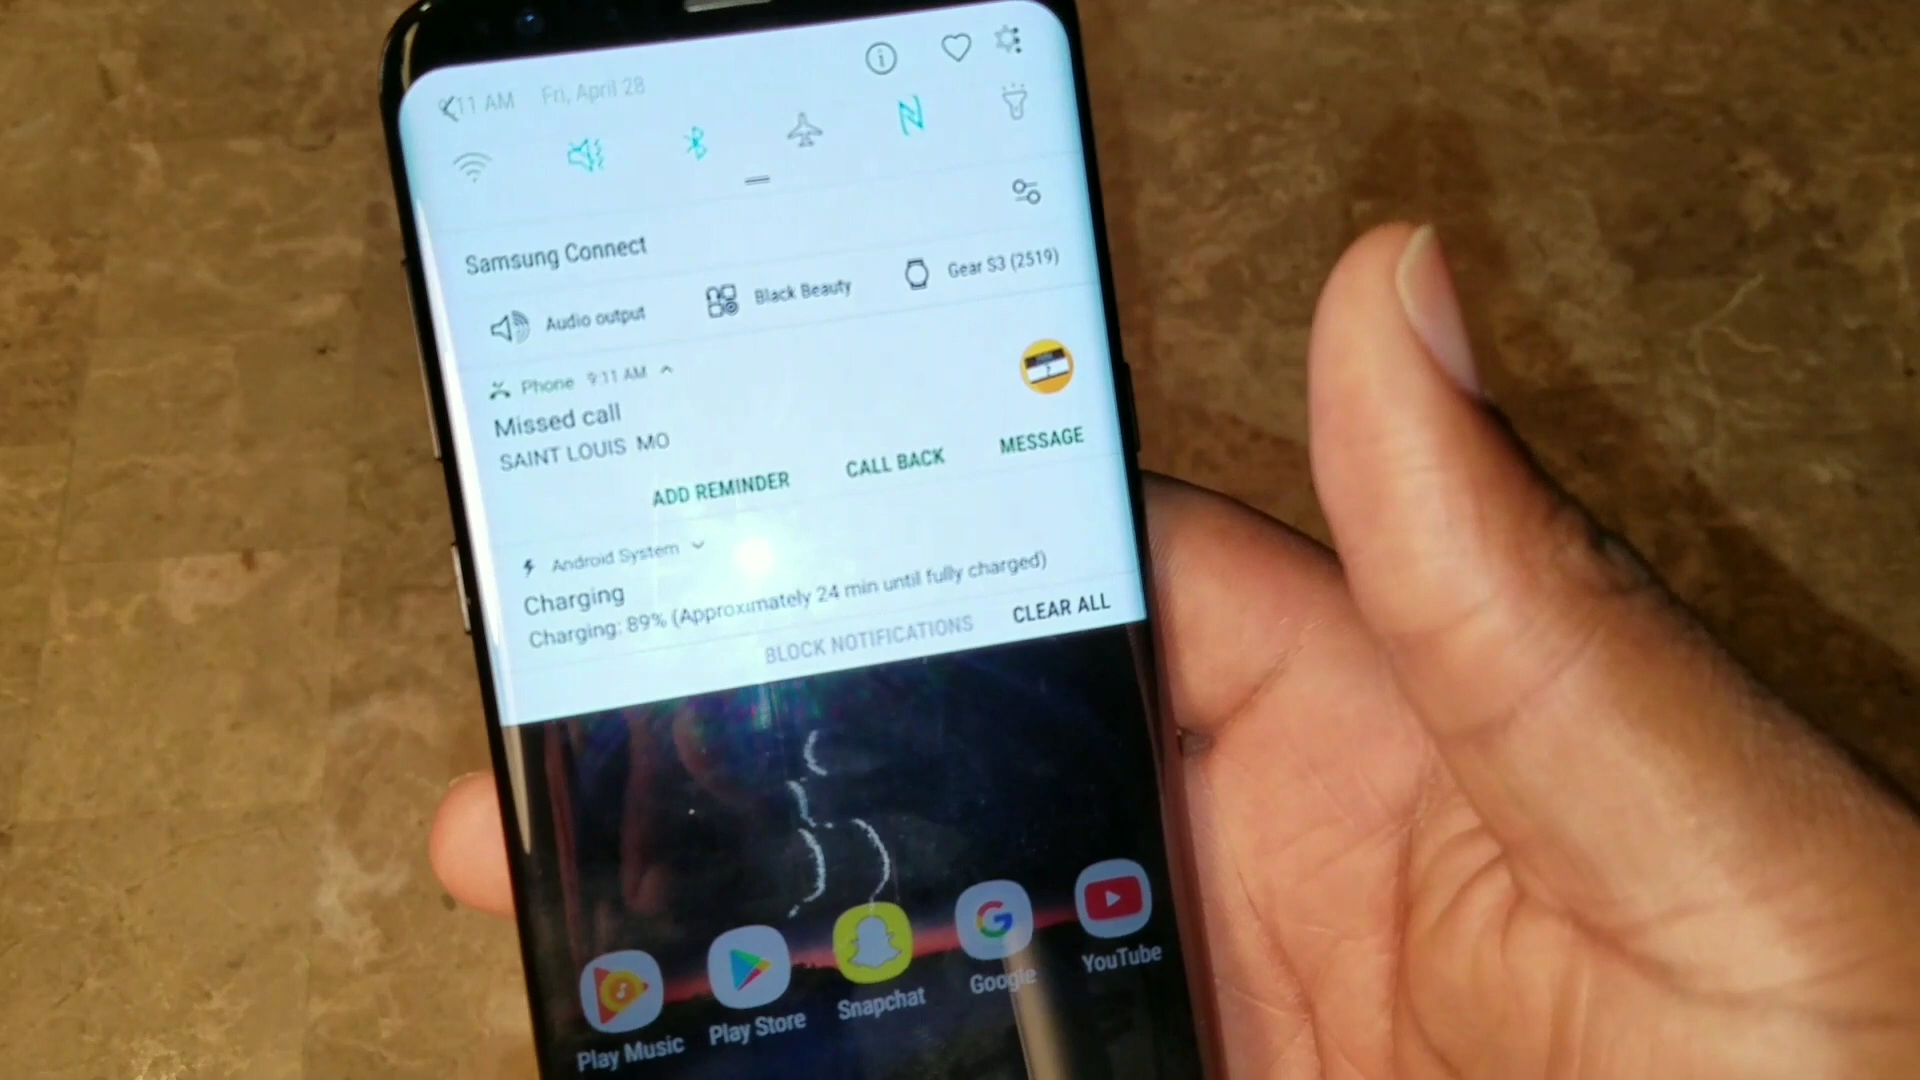 9:11 AM Fri, April 28
Samsung Connect
Audio output
Black Beauty
Gear S3 (2519)
Phone 9:11 AM
Missed call
SAINT LOUIS MO
ADD REMINDER CALL BACK MESSAGE
Android System
Charging
Charging: 89% (Approximately 24 min until fully charged)
BLOCK NOTIFICATIONS CLEAR ALL
Play Music
Play Store
Snapchat
Google
YouTube